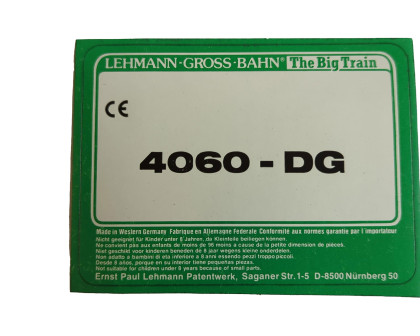 LEHMANN-GROSS-BAHN® The Big Train
CE
4060 - DG
Made in Western Germany Fabrique en Allemagne Federale Conformité aux normes garantie par l'importateur
Nicht geeignet für Kinder unter 8 Jahren, da Kleinteile beiliegen können.
Ne convient pas aux enfants de moins de 96 mois a cause de la petite dimension de pièces.
Niet geschikt voor kinderen beneden de 8 jaar wegens kleine onderdelen.
Non adatto a bambini di eta inferiore a 8 anni essendo pezzi troppo piccoli.
Desde 8 años, porque en su interior tiene pequeñas piezas.
Not suitable for children under 8 years because of small parts.
Ernst Paul Lehmann Patentwerk, Saganer Str. 1-5 D-8500 Nürnberg 50